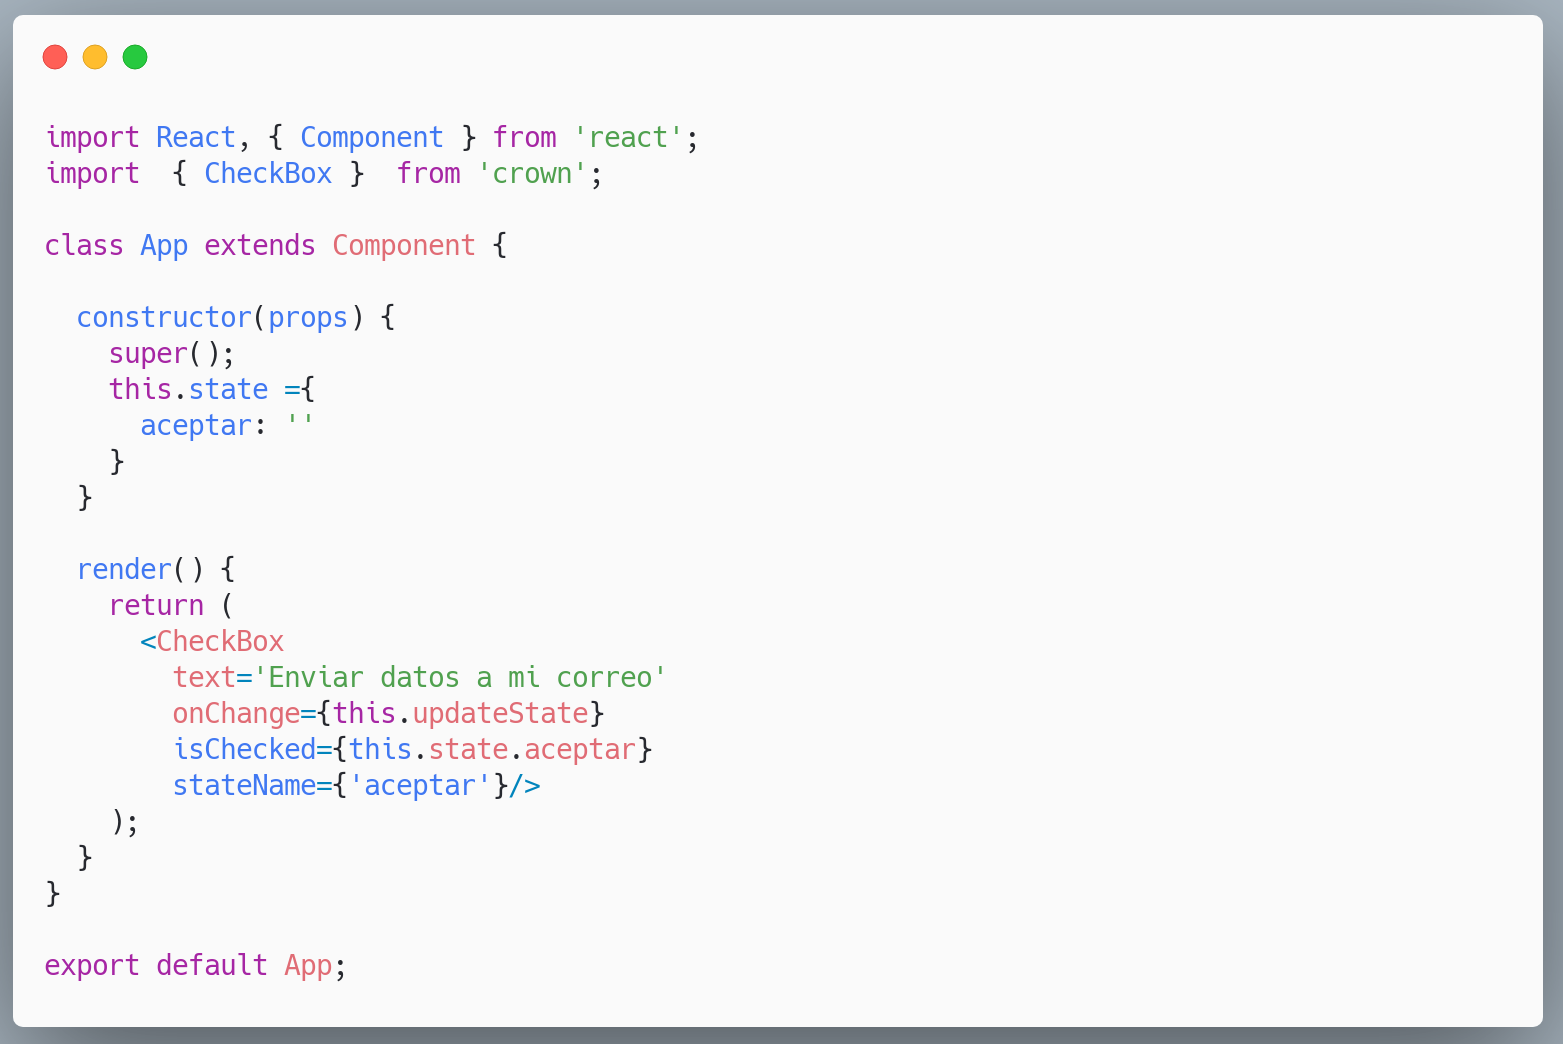 import React, { Component } from 'react';
import  { CheckBox }  from 'crown';

class App extends Component {

  constructor(props) {
    super();
    this.state ={
      aceptar: ''
    }
  }

  render() {
    return (
      <CheckBox
        text='Enviar datos a mi correo'
        onChange={this.updateState}
        isChecked={this.state.aceptar}
        stateName={'aceptar'}/>
    );
  }
}

export default App;